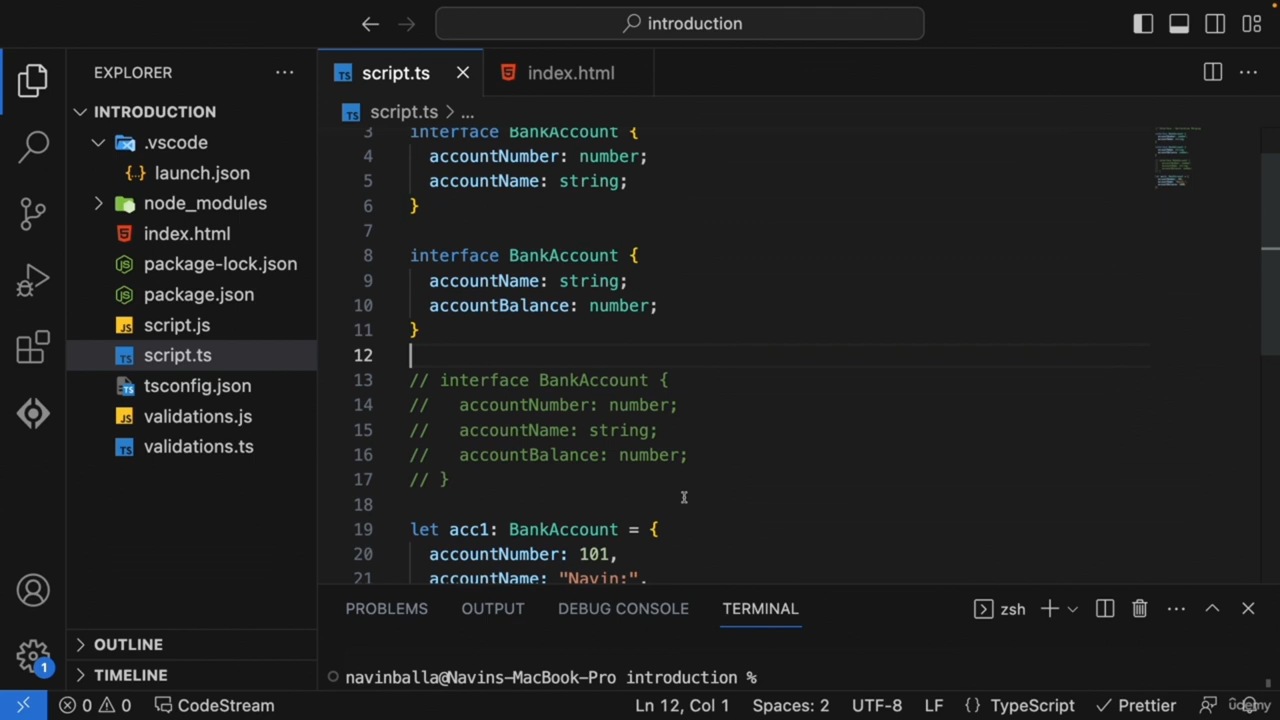 introduction
EXPLORER
script.ts
index.html
INTRODUCTION
script.ts > ...
.vscode
launch.json
node_modules
index.html
package-lock.json
package.json
script.js
script.ts
tsconfig.json
validations.js
validations.ts
3 interface BankAccount {
4 accountNumber: number;
5 accountName: string;
6 }
7
8 interface BankAccount {
9 accountName: string;
10 accountBalance: number;
11 }
12
13 // interface BankAccount {
14 // accountNumber: number;
15 // accountName: string;
16 // accountBalance: number;
17 // }
18
19 let acc1: BankAccount = {
20 accountNumber: 101,
21 accountName: "Navin:",
PROBLEMS OUTPUT DEBUG CONSOLE TERMINAL zsh
OUTLINE
TIMELINE
navinballa@Navins-MacBook-Pro introduction %
1
0 0 CodeStream Ln 12, Col 1 Spaces: 2 UTF-8 LF {} TypeScript Prettier
udemy